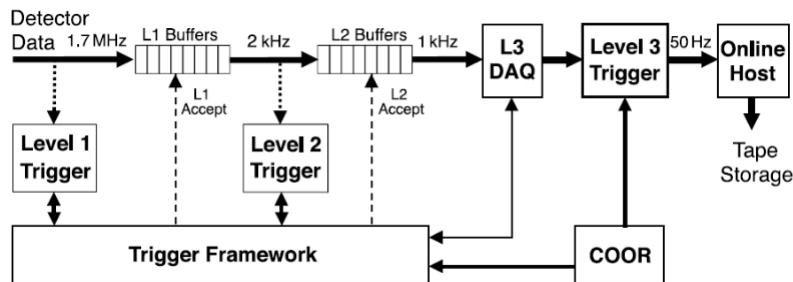 Detector
Data
1.7 MHz
L1 Buffers
2 kHz
L2 Buffers
1 kHz
L3
DAQ
Level 3
Trigger
50 Hz
Online
Host
L1
Accept
L2
Accept
Level 1
Trigger
Level 2
Trigger
Tape
Storage
Trigger Framework
COOR